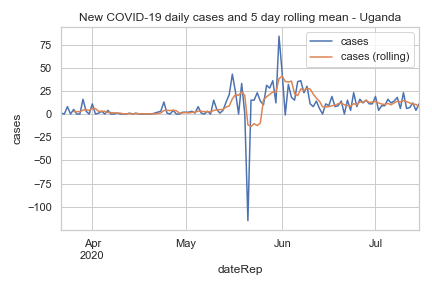 New COVID-19 daily cases and 5 day rolling mean - Uganda
cases
cases (rolling)
75
50
25
0
−25
−50
−75
−100
cases
Apr
2020
May
Jun
Jul
dateRep